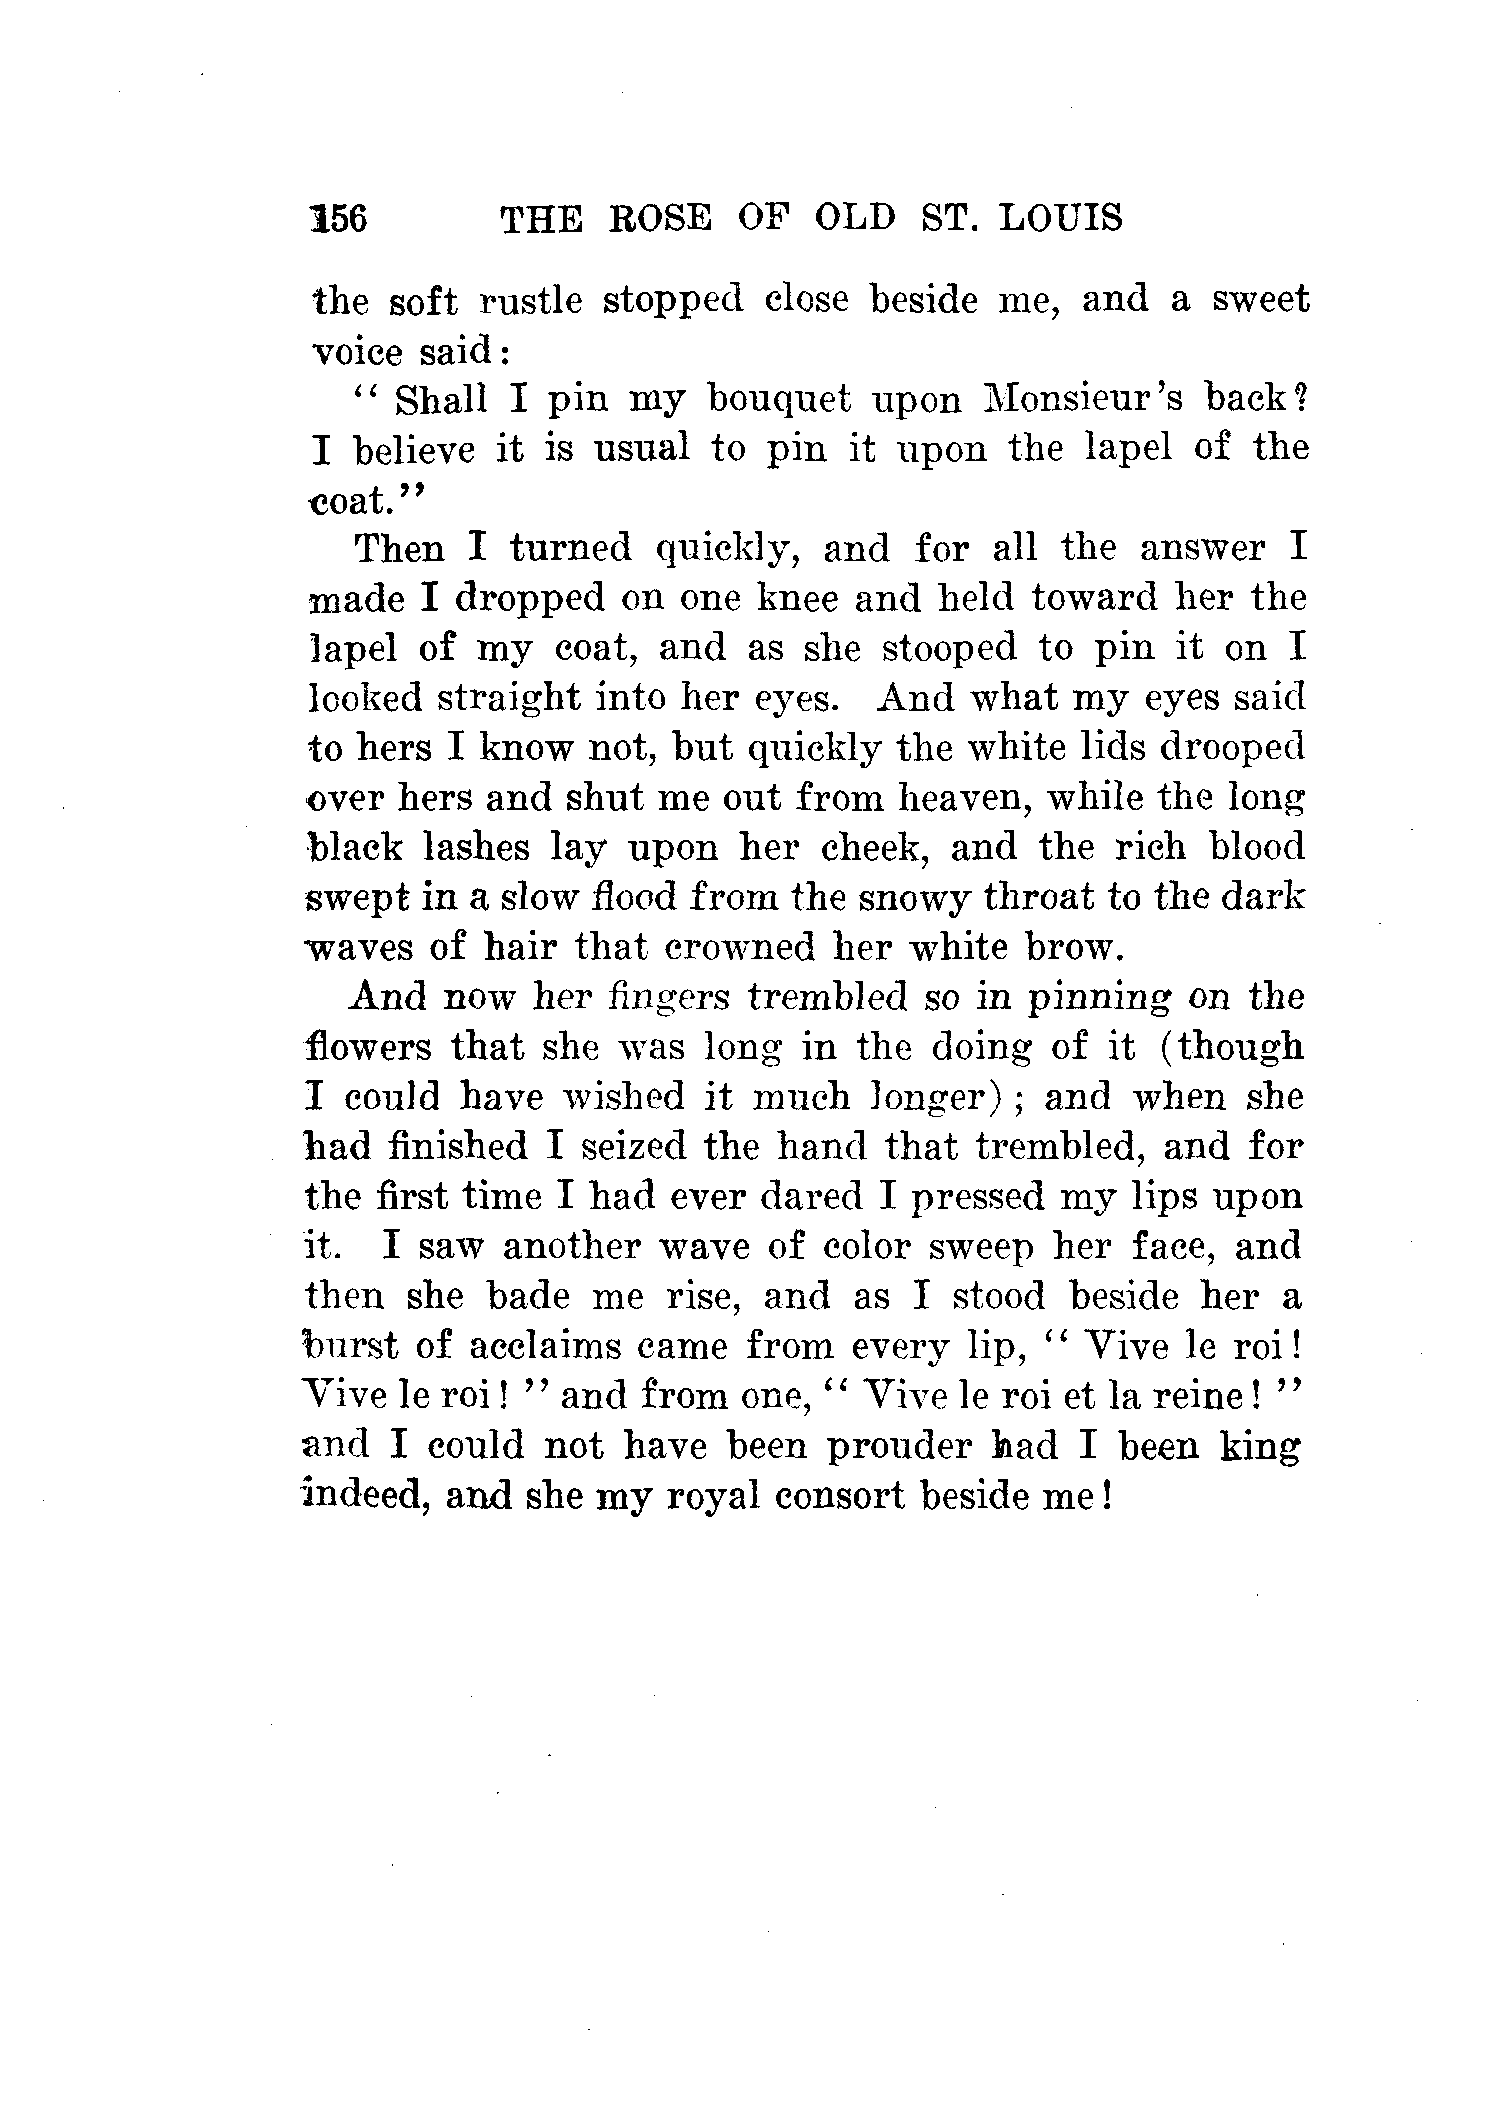 156 THE ROSE OF OLD ST. LOUIS
the soft rustle stopped close beside me, and a sweet
voice said:
" Shall I pin my bouquet upon Monsieur's back?
I believe it is usual to pin it upon the lapel of the
coat."
Then I turned quickly, and for all the answer I
made I dropped on one knee and held toward her the
lapel of my coat, and as she stooped to pin it on I
looked straight into her eyes. And what my eyes said
to hers I know not, but quickly the white lids drooped
over hers and shut me out from heaven, while the long
black lashes lay upon her cheek, and the rich blood
swept in a slow flood from the snowy throat to the dark
waves of hair that crowned her white brow.
And now her fingers trembled so in pinning on the
flowers that she was long in the doing of it (though
I could have wished it much longer) ; and when she
had finished I seized the hand that trembled, and for
the first time I had ever dared I pressed my lips upon
it. I saw another wave of color sweep her face, and
then she bade me rise, and as I stood beside her a
burst of acclaims came from every lip, " Vive le roi!
Vive le roi! " and from one, " Vive le roi et la reine! "
and I could not have been prouder had I been king
indeed, and she my royal consort beside me!